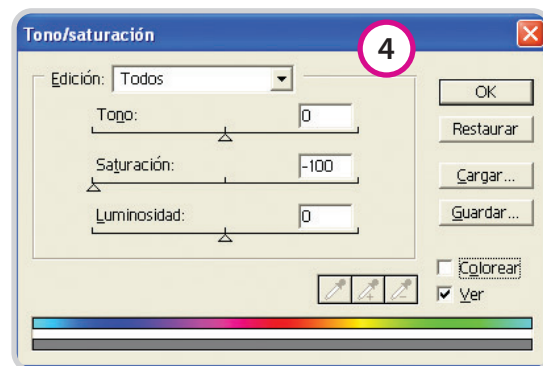 Tono/saturación
4
Edición: Todos
OK
Tono: 0
Restaurar
Saturación: -100
Cargar...
Luminosidad: 0
Guardar...
Colorear
Ver